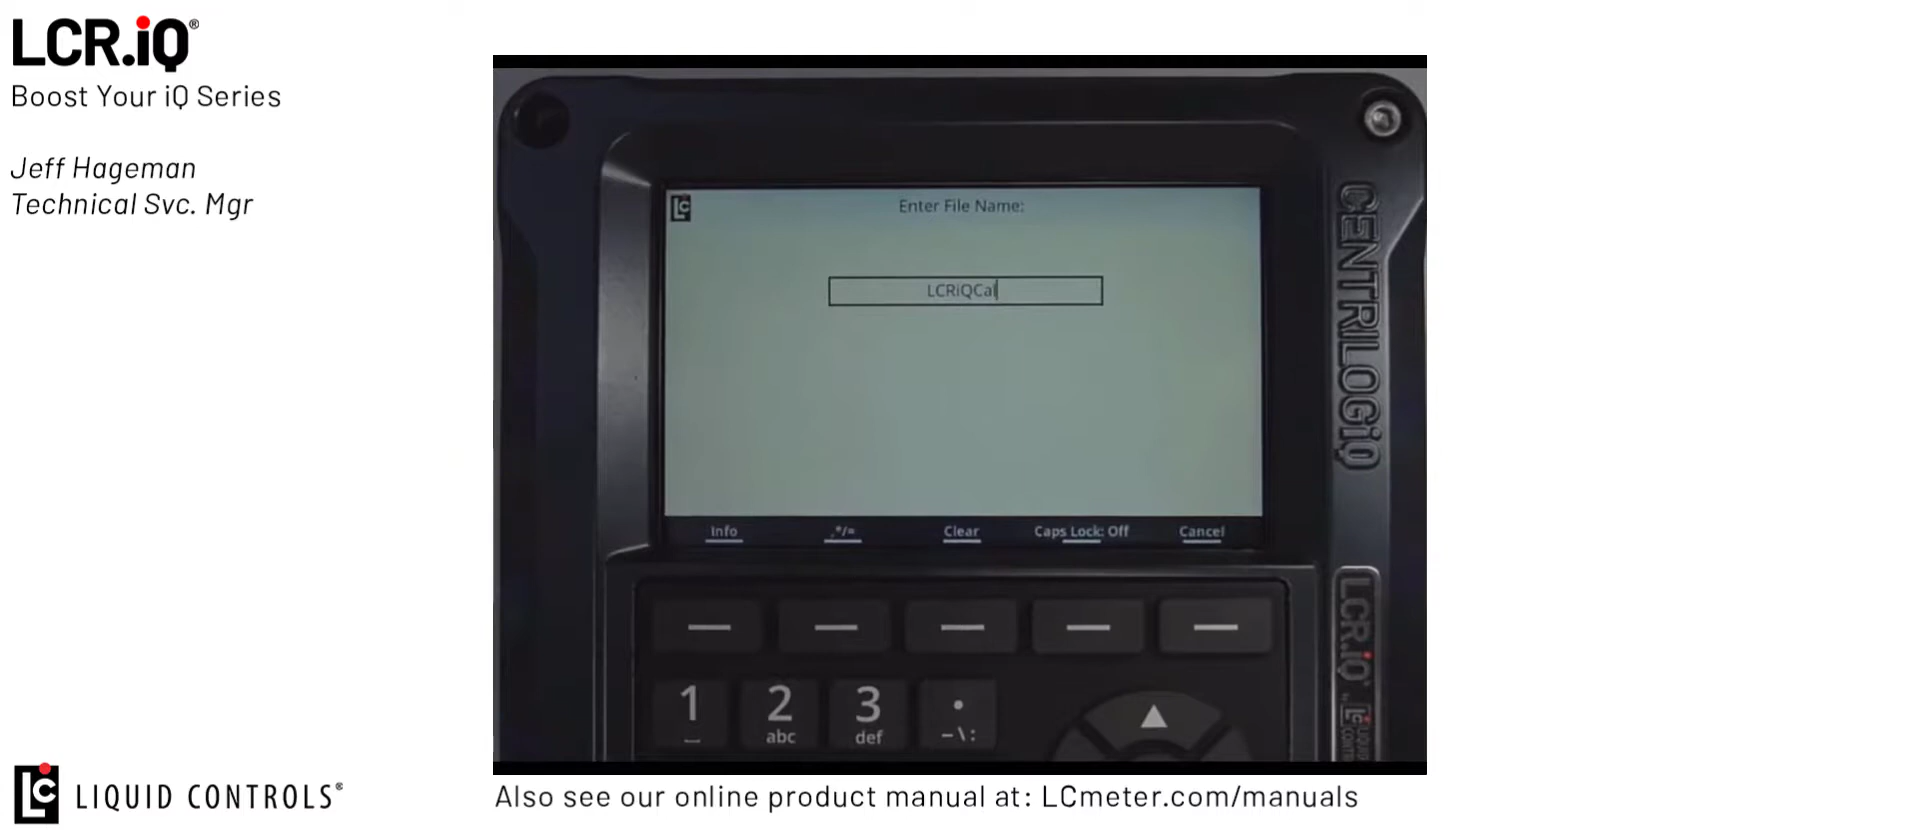 LCR.iQ®
Boost Your iQ Series
Jeff Hageman
Technical Svc. Mgr
Enter File Name:
LCRiQCal
Info
.*/=
Clear
Caps Lock: Off
Cancel
1
2 abc
3 def
. -\:
CENTRILOGiQ
LCR.iQ
LC LIQUID CONTROLS®
Also see our online product manual at: LCmeter.com/manuals